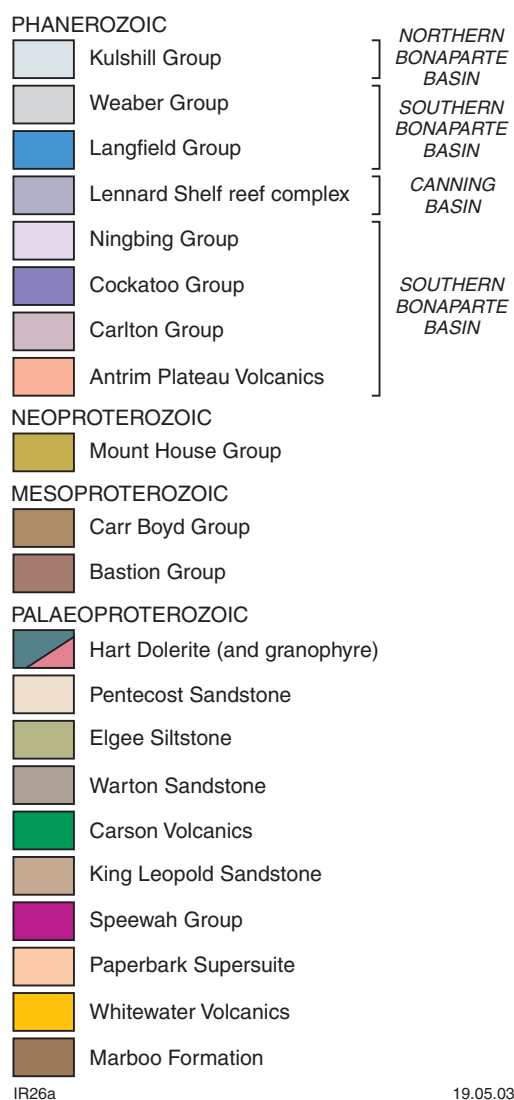 PHANEROZOIC
Kulshill Group
NORTHERN
BONAPARTE
BASIN
Weaber Group
Langfield Group
SOUTHERN
BONAPARTE
BASIN
Lennard Shelf reef complex
CANNING
BASIN
Ningbing Group
Cockatoo Group
Carlton Group
Antrim Plateau Volcanics
SOUTHERN
BONAPARTE
BASIN
NEOPROTEROZOIC
Mount House Group
MESOPROTEROZOIC
Carr Boyd Group
Bastion Group
PALAEOPROTEROZOIC
Hart Dolerite (and granophyre)
Pentecost Sandstone
Elgee Siltstone
Warton Sandstone
Carson Volcanics
King Leopold Sandstone
Speewah Group
Paperbark Supersuite
Whitewater Volcanics
Marboo Formation
IR26a
19.05.03